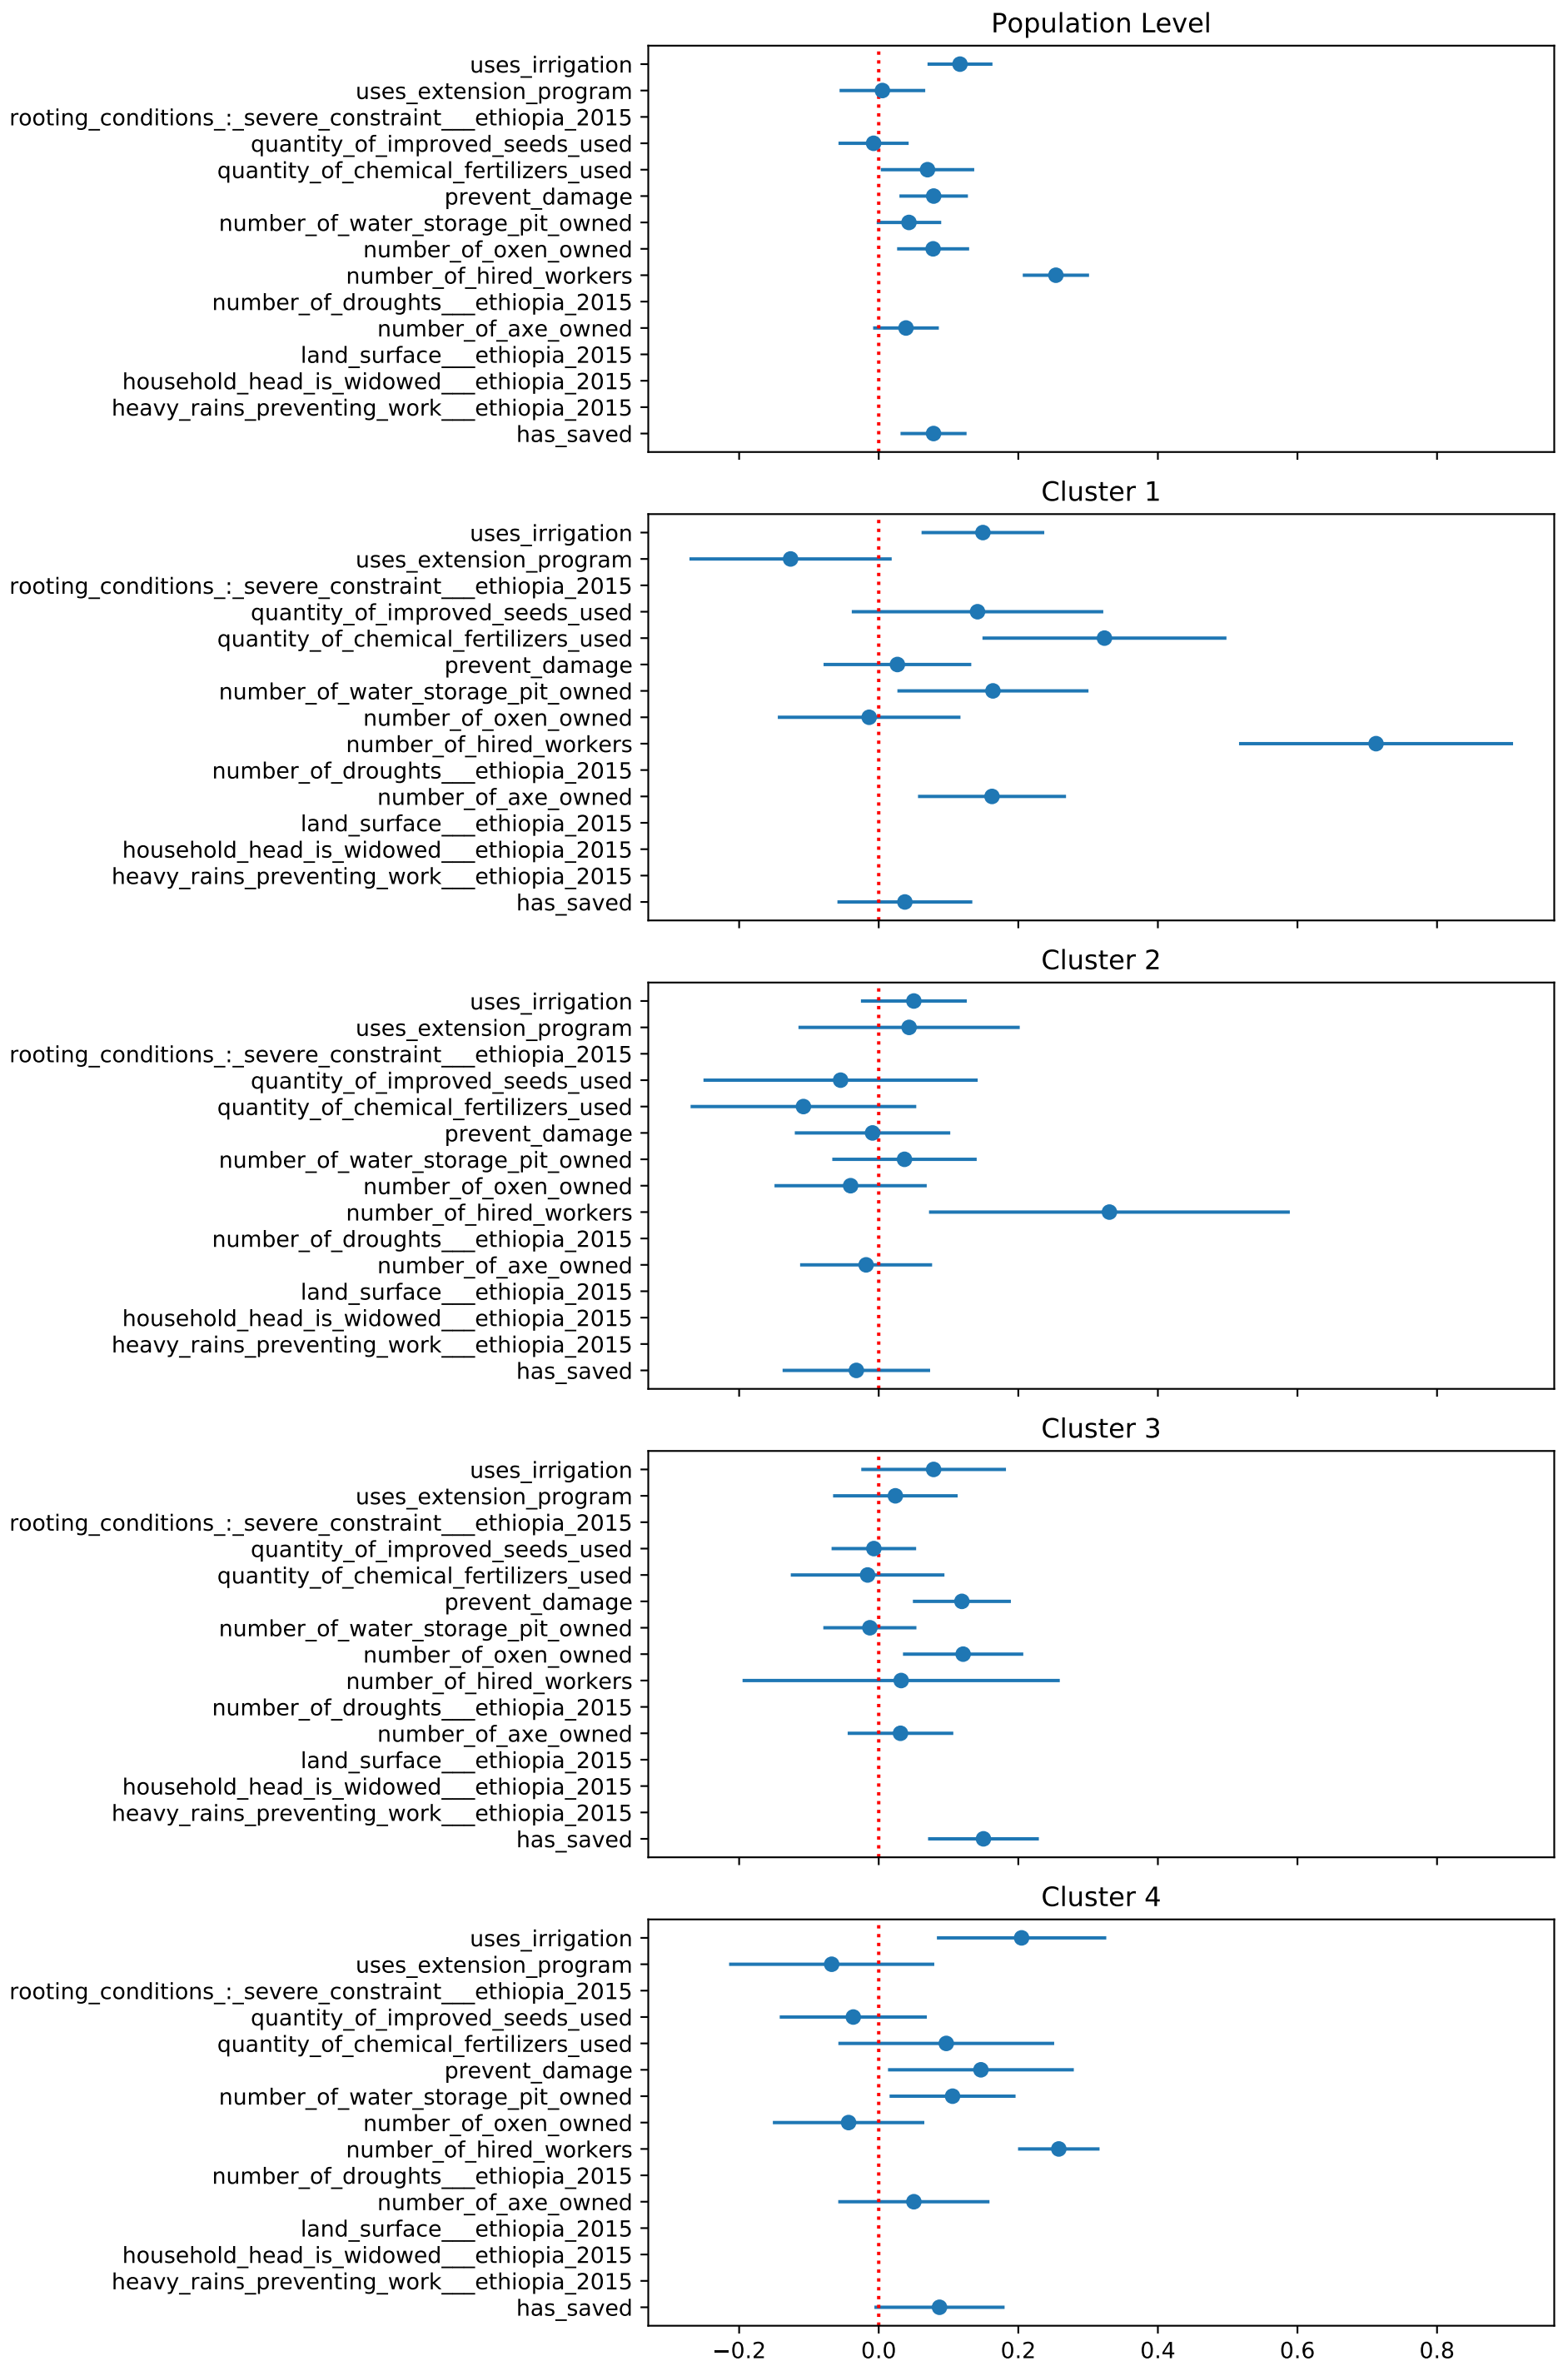 Population Level
uses_irrigation
uses_extension_program
rooting_conditions_:_severe_constraint___ethiopia_2015
quantity_of_improved_seeds_used
quantity_of_chemical_fertilizers_used
prevent_damage
number_of_water_storage_pit_owned
number_of_oxen_owned
number_of_hired_workers
number_of_droughts___ethiopia_2015
number_of_axe_owned
land_surface___ethiopia_2015
household_head_is_widowed___ethiopia_2015
heavy_rains_preventing_work___ethiopia_2015
has_saved
Cluster 1
uses_irrigation
uses_extension_program
rooting_conditions_:_severe_constraint___ethiopia_2015
quantity_of_improved_seeds_used
quantity_of_chemical_fertilizers_used
prevent_damage
number_of_water_storage_pit_owned
number_of_oxen_owned
number_of_hired_workers
number_of_droughts___ethiopia_2015
number_of_axe_owned
land_surface___ethiopia_2015
household_head_is_widowed___ethiopia_2015
heavy_rains_preventing_work___ethiopia_2015
has_saved
Cluster 2
uses_irrigation
uses_extension_program
rooting_conditions_:_severe_constraint___ethiopia_2015
quantity_of_improved_seeds_used
quantity_of_chemical_fertilizers_used
prevent_damage
number_of_water_storage_pit_owned
number_of_oxen_owned
number_of_hired_workers
number_of_droughts___ethiopia_2015
number_of_axe_owned
land_surface___ethiopia_2015
household_head_is_widowed___ethiopia_2015
heavy_rains_preventing_work___ethiopia_2015
has_saved
Cluster 3
uses_irrigation
uses_extension_program
rooting_conditions_:_severe_constraint___ethiopia_2015
quantity_of_improved_seeds_used
quantity_of_chemical_fertilizers_used
prevent_damage
number_of_water_storage_pit_owned
number_of_oxen_owned
number_of_hired_workers
number_of_droughts___ethiopia_2015
number_of_axe_owned
land_surface___ethiopia_2015
household_head_is_widowed___ethiopia_2015
heavy_rains_preventing_work___ethiopia_2015
has_saved
Cluster 4
uses_irrigation
uses_extension_program
rooting_conditions_:_severe_constraint___ethiopia_2015
quantity_of_improved_seeds_used
quantity_of_chemical_fertilizers_used
prevent_damage
number_of_water_storage_pit_owned
number_of_oxen_owned
number_of_hired_workers
number_of_droughts___ethiopia_2015
number_of_axe_owned
land_surface___ethiopia_2015
household_head_is_widowed___ethiopia_2015
heavy_rains_preventing_work___ethiopia_2015
has_saved
−0.2 0.0 0.2 0.4 0.6 0.8